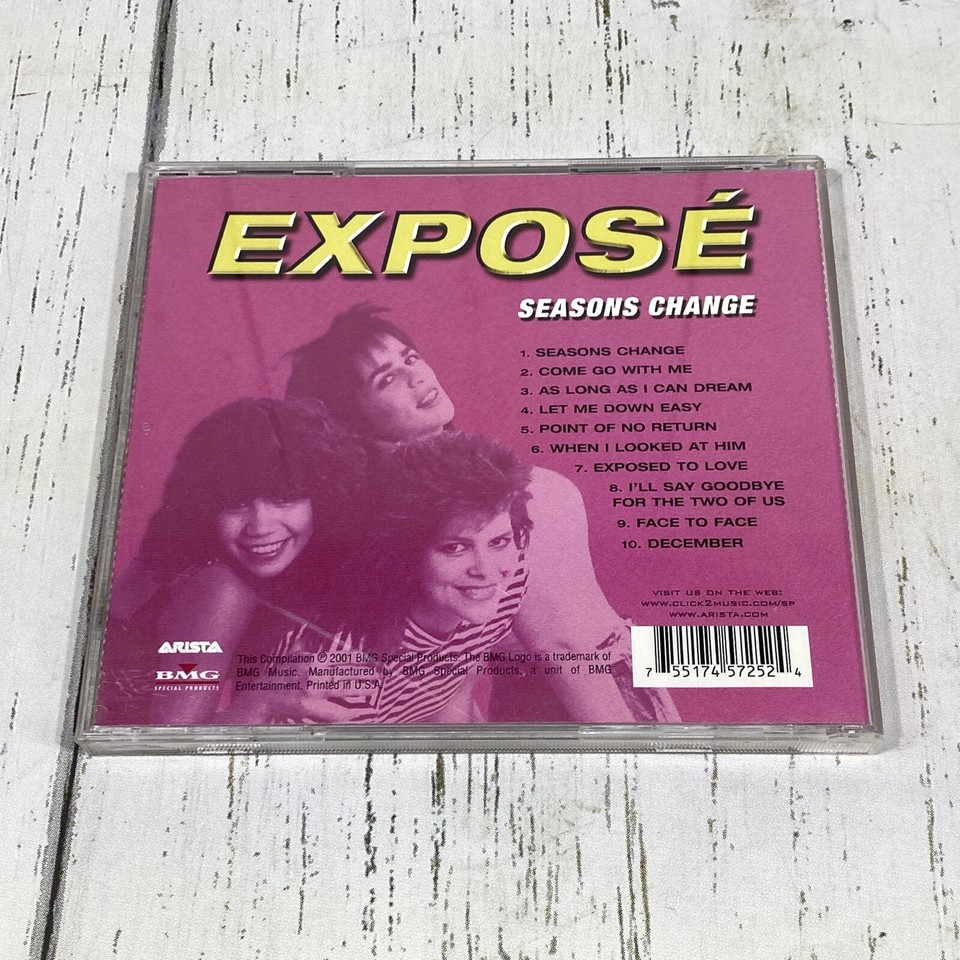 EXPOSÉ
SEASONS CHANGE
1. SEASONS CHANGE
2. COME GO WITH ME
3. AS LONG AS I CAN DREAM
4. LET ME DOWN EASY
5. POINT OF NO RETURN
6. WHEN I LOOKED AT HIM
7. EXPOSED TO LOVE
8. I'LL SAY GOODBYE
FOR THE TWO OF US
9. FACE TO FACE
10. DECEMBER
VISIT US ON THE WEB:
WWW.CLICK2MUSIC.COM/SP
WWW.ARISTA.COM
ARISTA
BMG
SPECIAL PRODUCTS
This Compilation ℗ 2001 BMG Special Products. The BMG Logo is a trademark of
BMG Music. Manufactured by BMG Special Products, a unit of BMG
Entertainment. Printed in U.S.A.
7 55174 57252 4